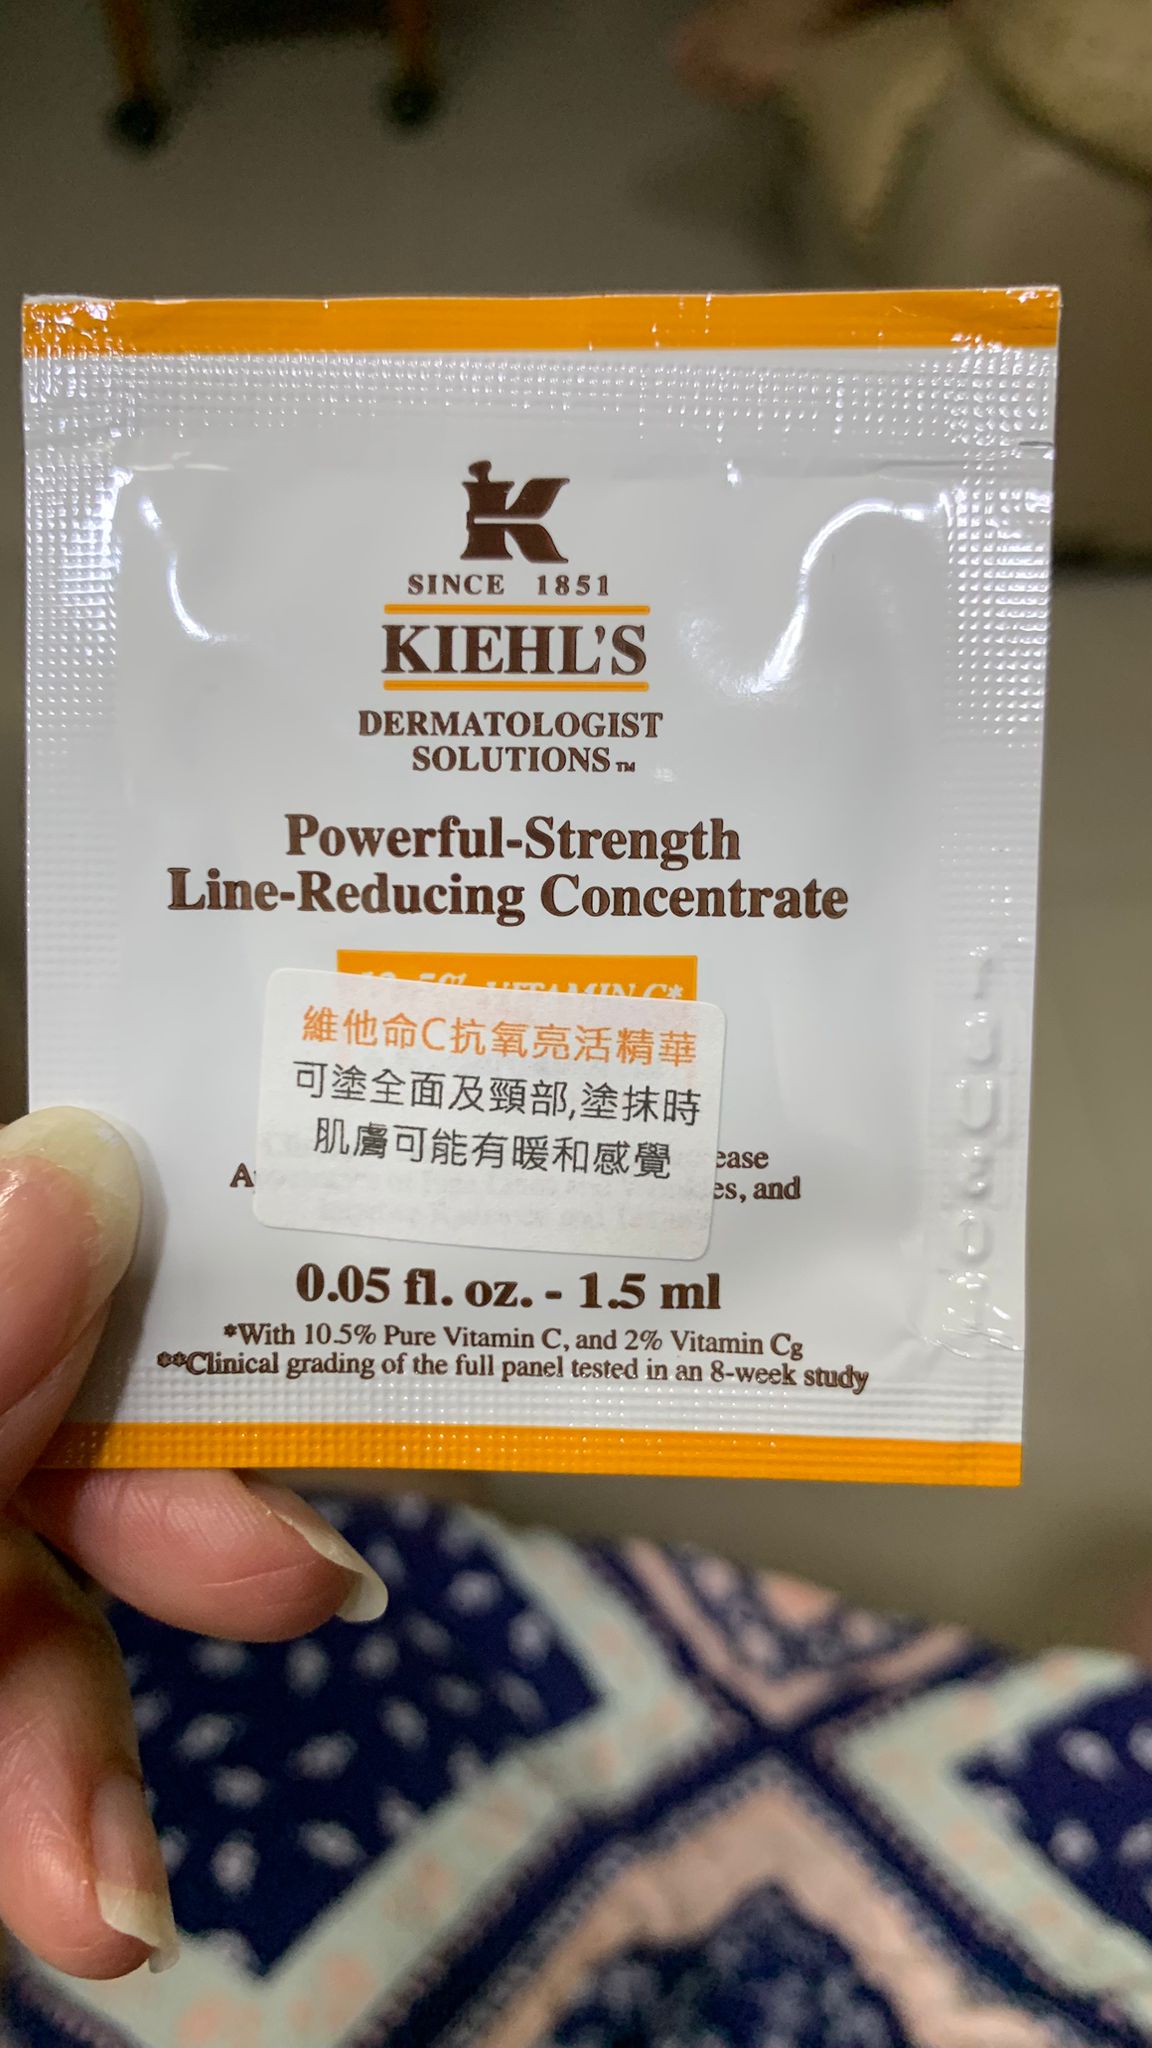 SINCE 1851
KIEHL'S
DERMATOLOGIST
SOLUTIONS™
Powerful-Strength
Line-Reducing Concentrate
VITAMIN C*
維他命C抗氧亮活精華
可塗全面及頸部,塗抹時
肌膚可能有暖和感覺
and
0.05 fl. oz. - 1.5 ml
*With 10.5% Pure Vitamin C, and 2% Vitamin Cg
**Clinical grading of the full panel tested in an 8-week study